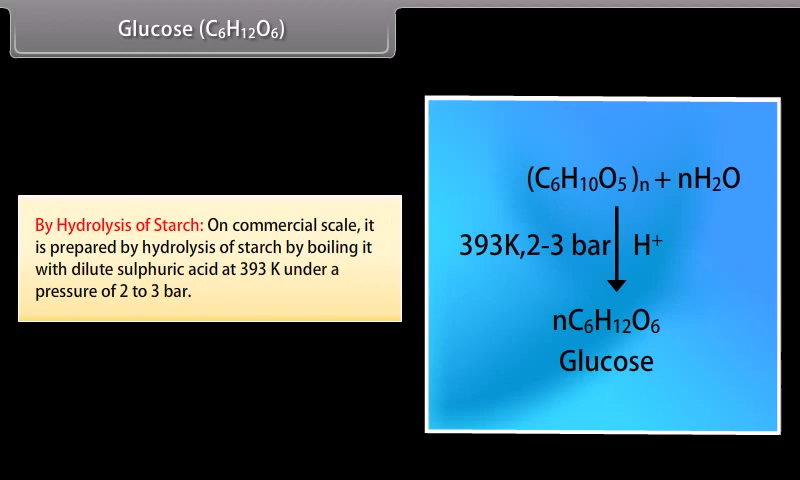 Glucose (C₆H₁₂O₆)
By Hydrolysis of Starch: On commercial scale, it
is prepared by hydrolysis of starch by boiling it
with dilute sulphuric acid at 393 K under a
pressure of 2 to 3 bar.
(C₆H₁₀O₅)ₙ + nH₂O
393K,2-3 bar H⁺
nC₆H₁₂O₆
Glucose